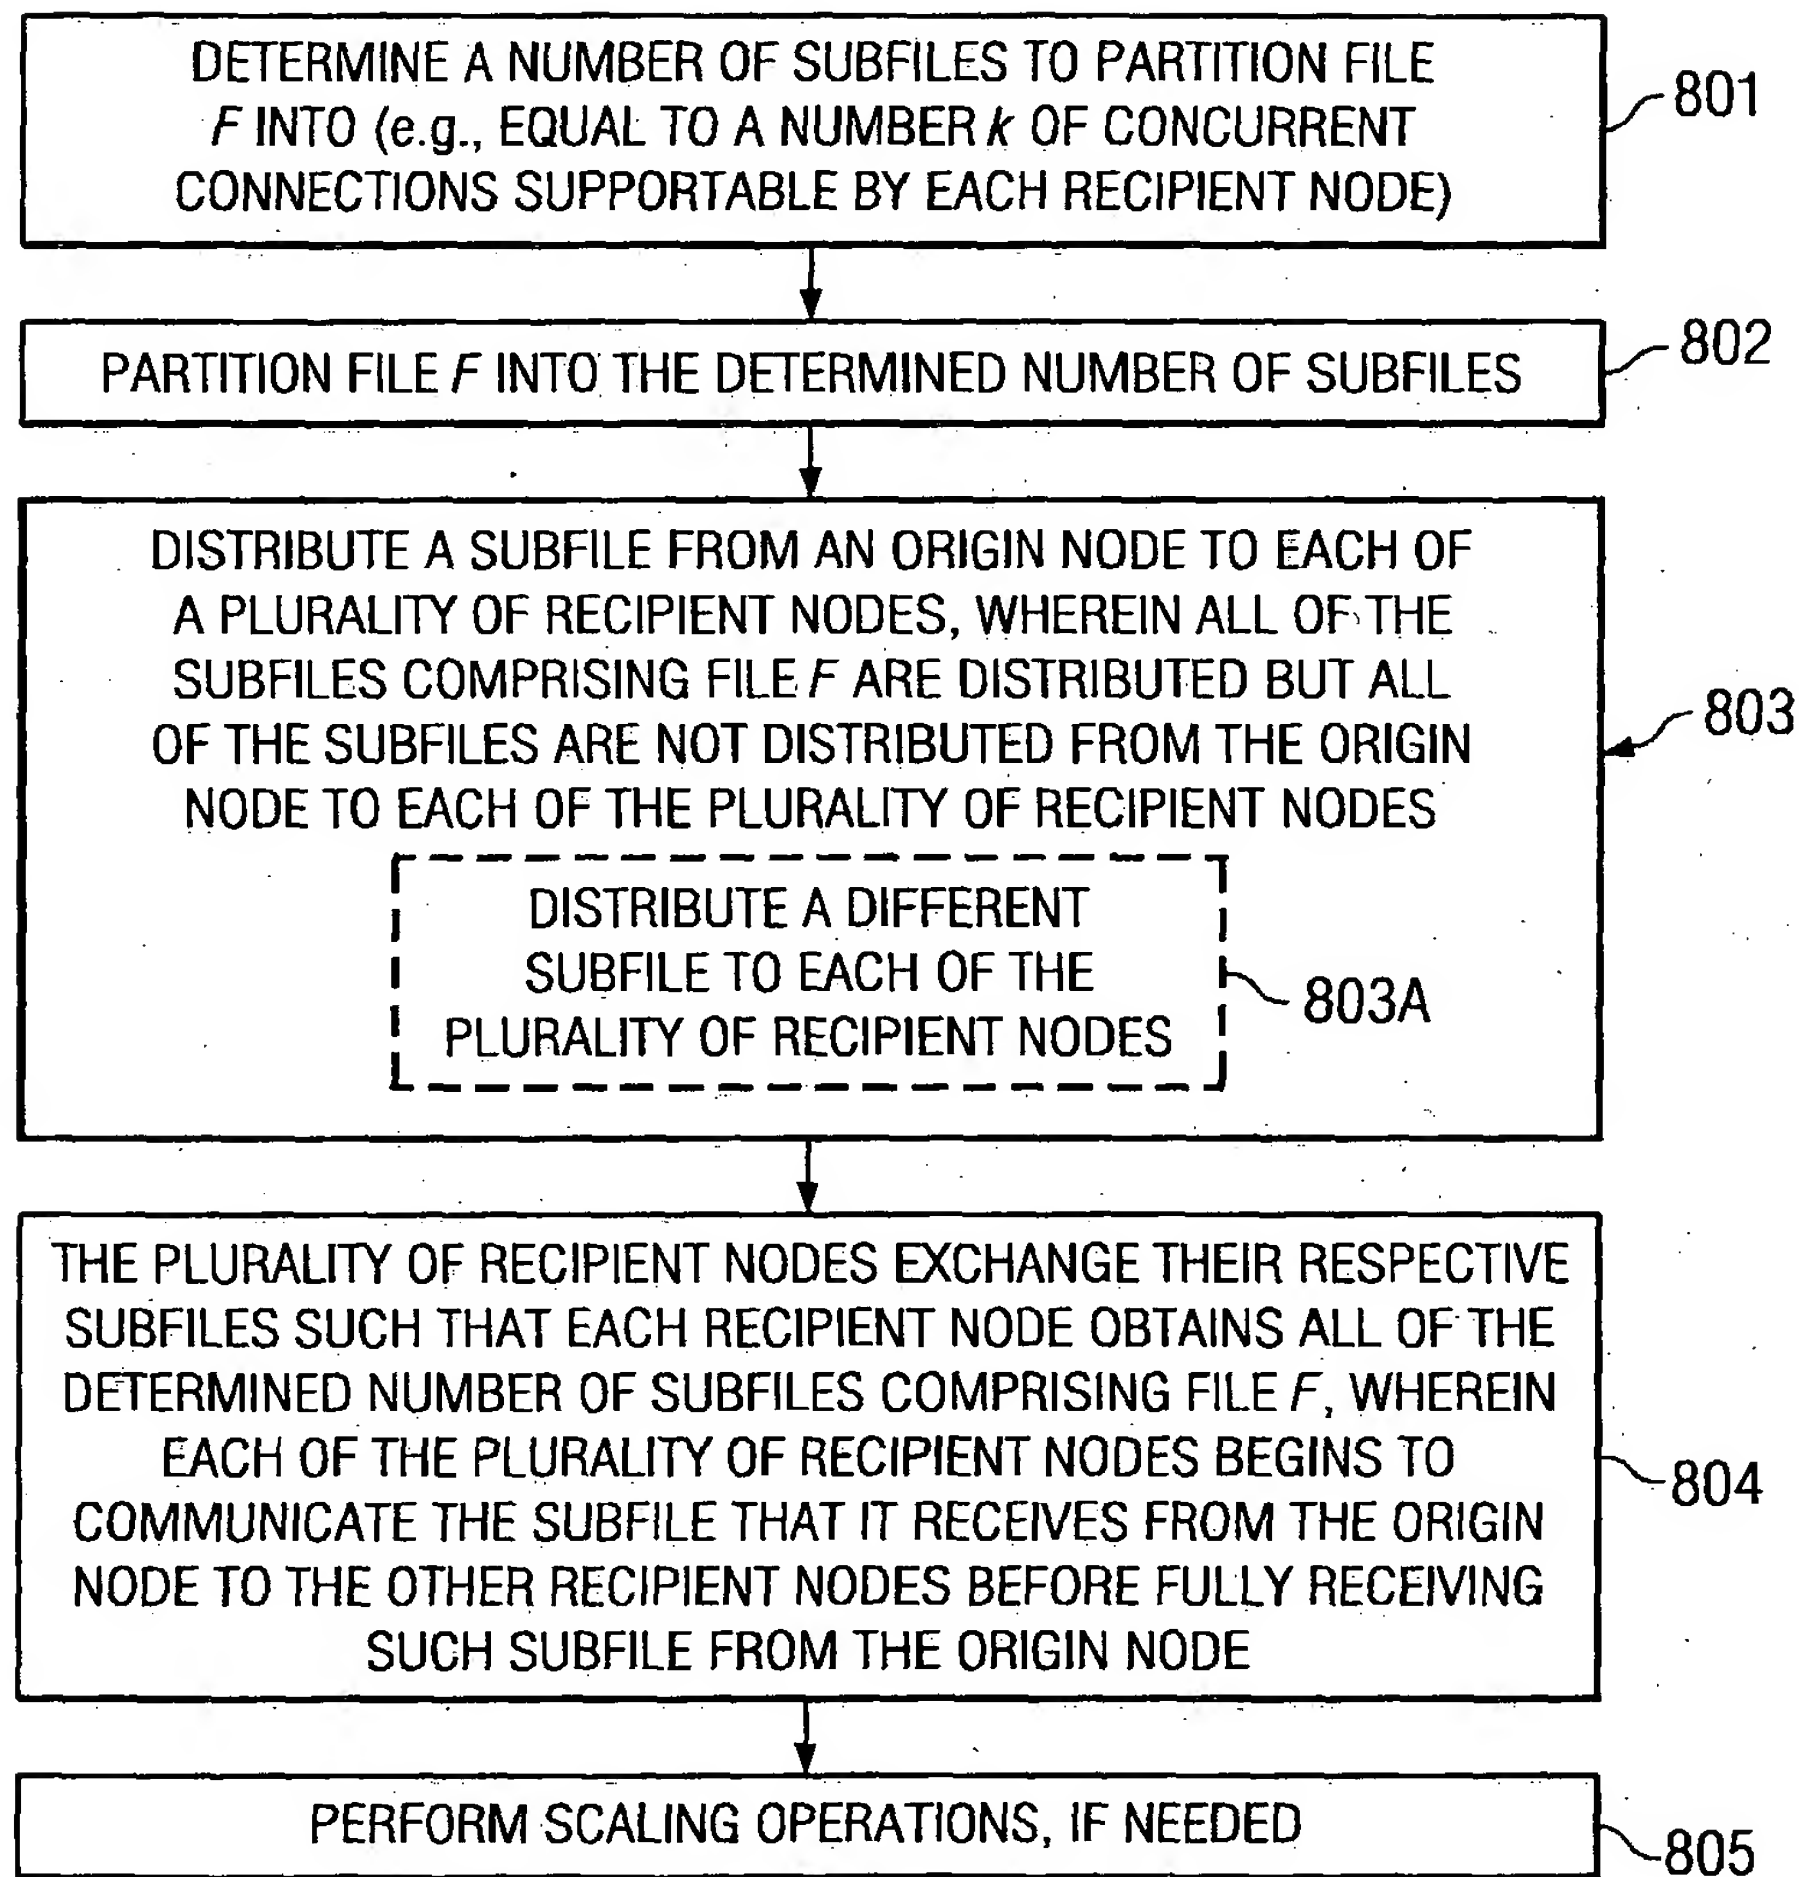 DETERMINE A NUMBER OF SUBFILES TO PARTITION FILE
F INTO (e.g., EQUAL TO A NUMBER k OF CONCURRENT
CONNECTIONS SUPPORTABLE BY EACH RECIPIENT NODE)
801
PARTITION FILE F INTO THE DETERMINED NUMBER OF SUBFILES
802
DISTRIBUTE A SUBFILE FROM AN ORIGIN NODE TO EACH OF
A PLURALITY OF RECIPIENT NODES, WHEREIN ALL OF THE
SUBFILES COMPRISING FILE F ARE DISTRIBUTED BUT ALL
OF THE SUBFILES ARE NOT DISTRIBUTED FROM THE ORIGIN
NODE TO EACH OF THE PLURALITY OF RECIPIENT NODES
803
DISTRIBUTE A DIFFERENT
SUBFILE TO EACH OF THE
PLURALITY OF RECIPIENT NODES
803A
THE PLURALITY OF RECIPIENT NODES EXCHANGE THEIR RESPECTIVE
SUBFILES SUCH THAT EACH RECIPIENT NODE OBTAINS ALL OF THE
DETERMINED NUMBER OF SUBFILES COMPRISING FILE F, WHEREIN
EACH OF THE PLURALITY OF RECIPIENT NODES BEGINS TO
COMMUNICATE THE SUBFILE THAT IT RECEIVES FROM THE ORIGIN
NODE TO THE OTHER RECIPIENT NODES BEFORE FULLY RECEIVING
SUCH SUBFILE FROM THE ORIGIN NODE
804
PERFORM SCALING OPERATIONS, IF NEEDED
805